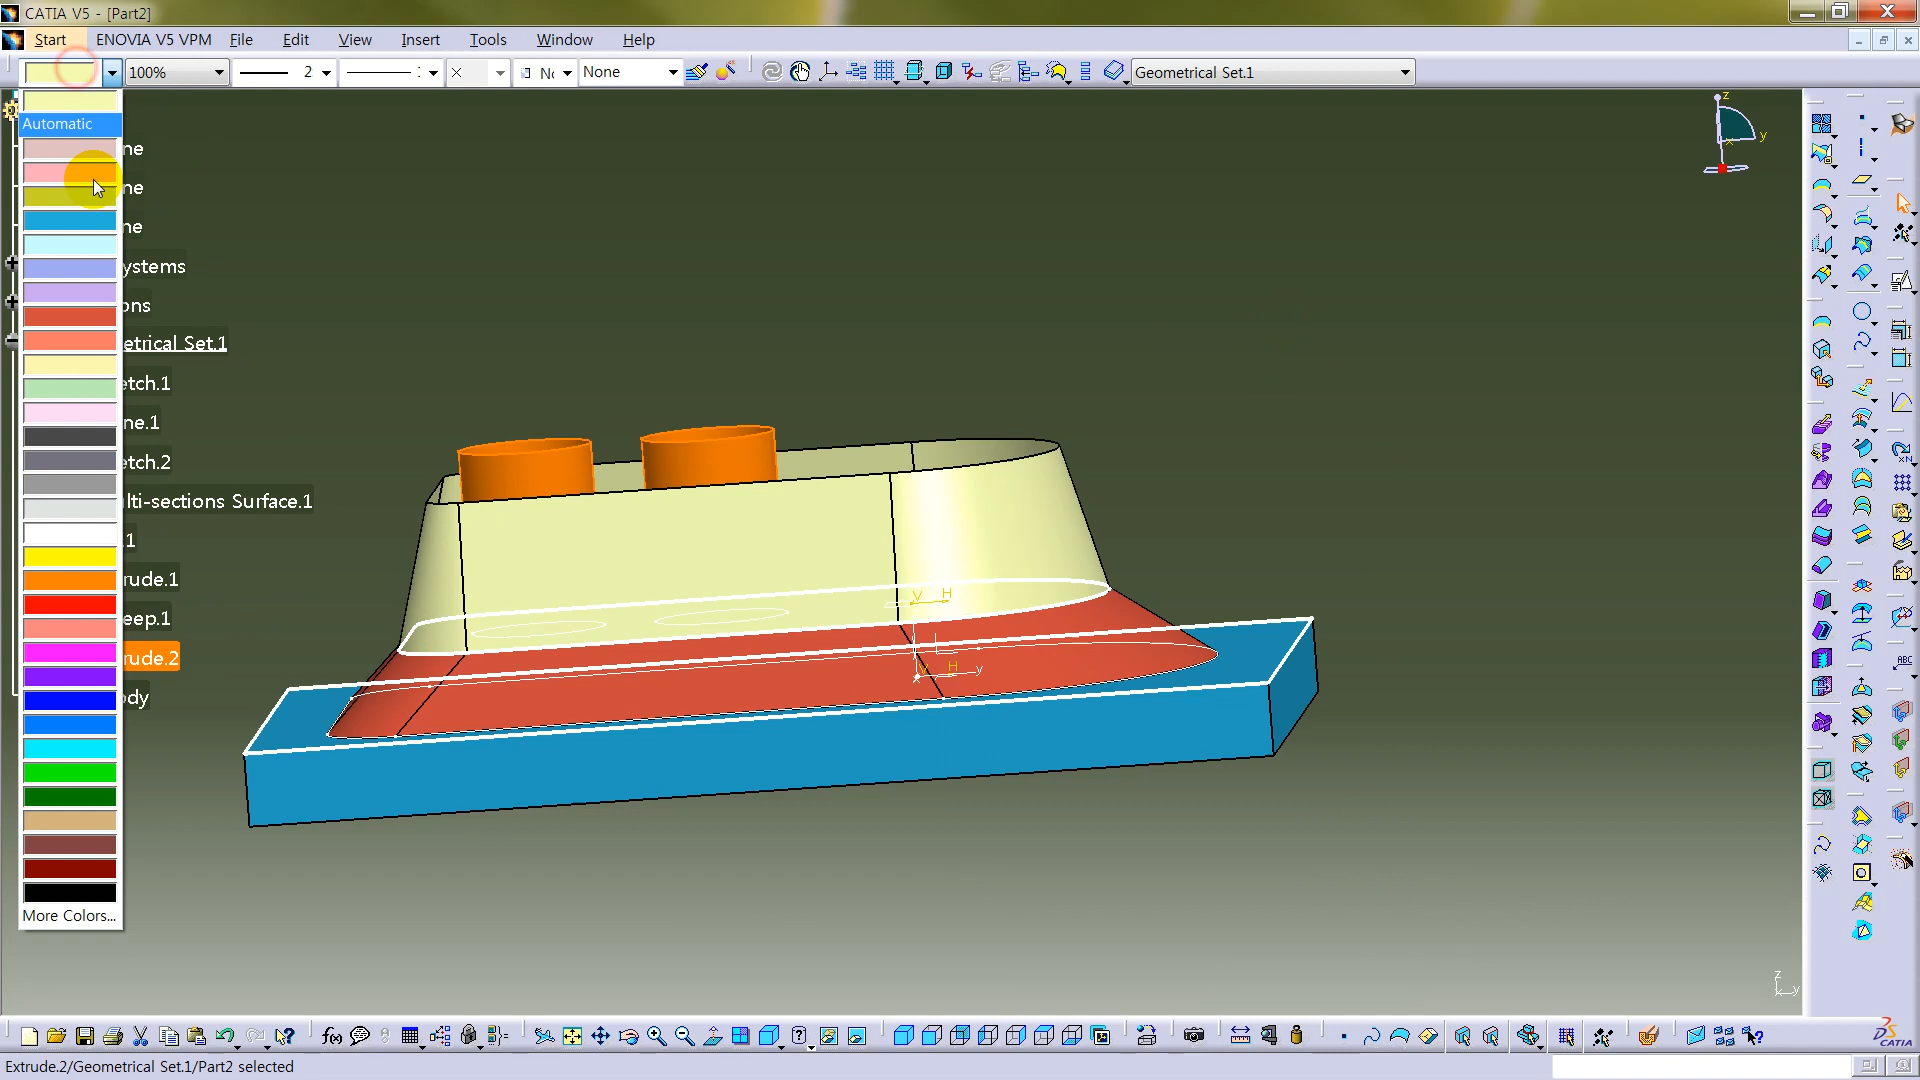 CATIA V5 - [Part2]
Start ENOVIA V5 VPM File Edit View Insert Tools Window Help
100% 2 None Geometrical Set.1
Automatic
ne
ne
ne
ystems
ons
etrical Set.1
etch.1
ne.1
etch.2
lti-sections Surface.1
.1
rude.1
eep.1
rude.2
dy
More Colors...
z
y
x
V H
H
y
ABC
z
y
x
CATIA
Extrude.2/Geometrical Set.1/Part2 selected